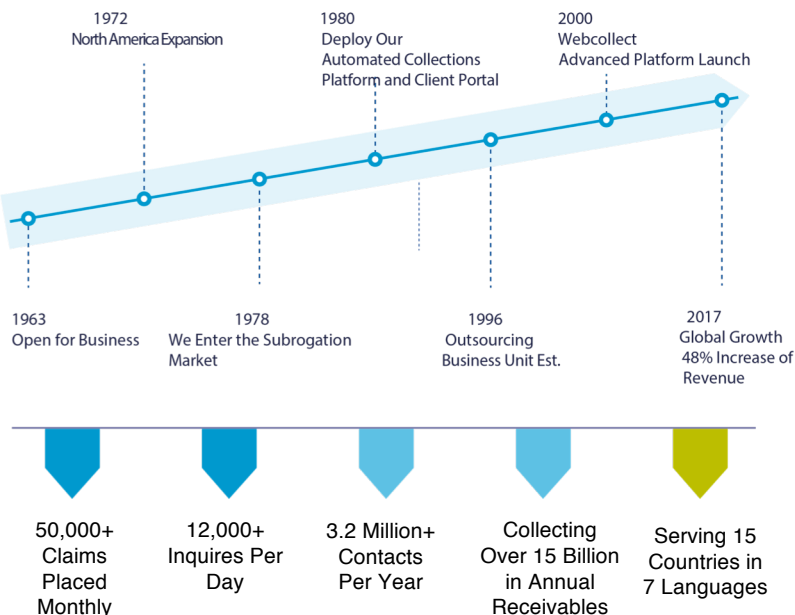 1972
North America Expansion
1980
Deploy Our
Automated Collections
Platform and Client Portal
2000
Webcollect
Advanced Platform Launch
1963
Open for Business
1978
We Enter the Subrogation
Market
1996
Outsourcing
Business Unit Est.
2017
Global Growth
48% Increase of
Revenue
50,000+
Claims
Placed
Monthly
12,000+
Inquires Per
Day
3.2 Million+
Contacts
Per Year
Collecting
Over 15 Billion
in Annual
Receivables
Serving 15
Countries in
7 Languages